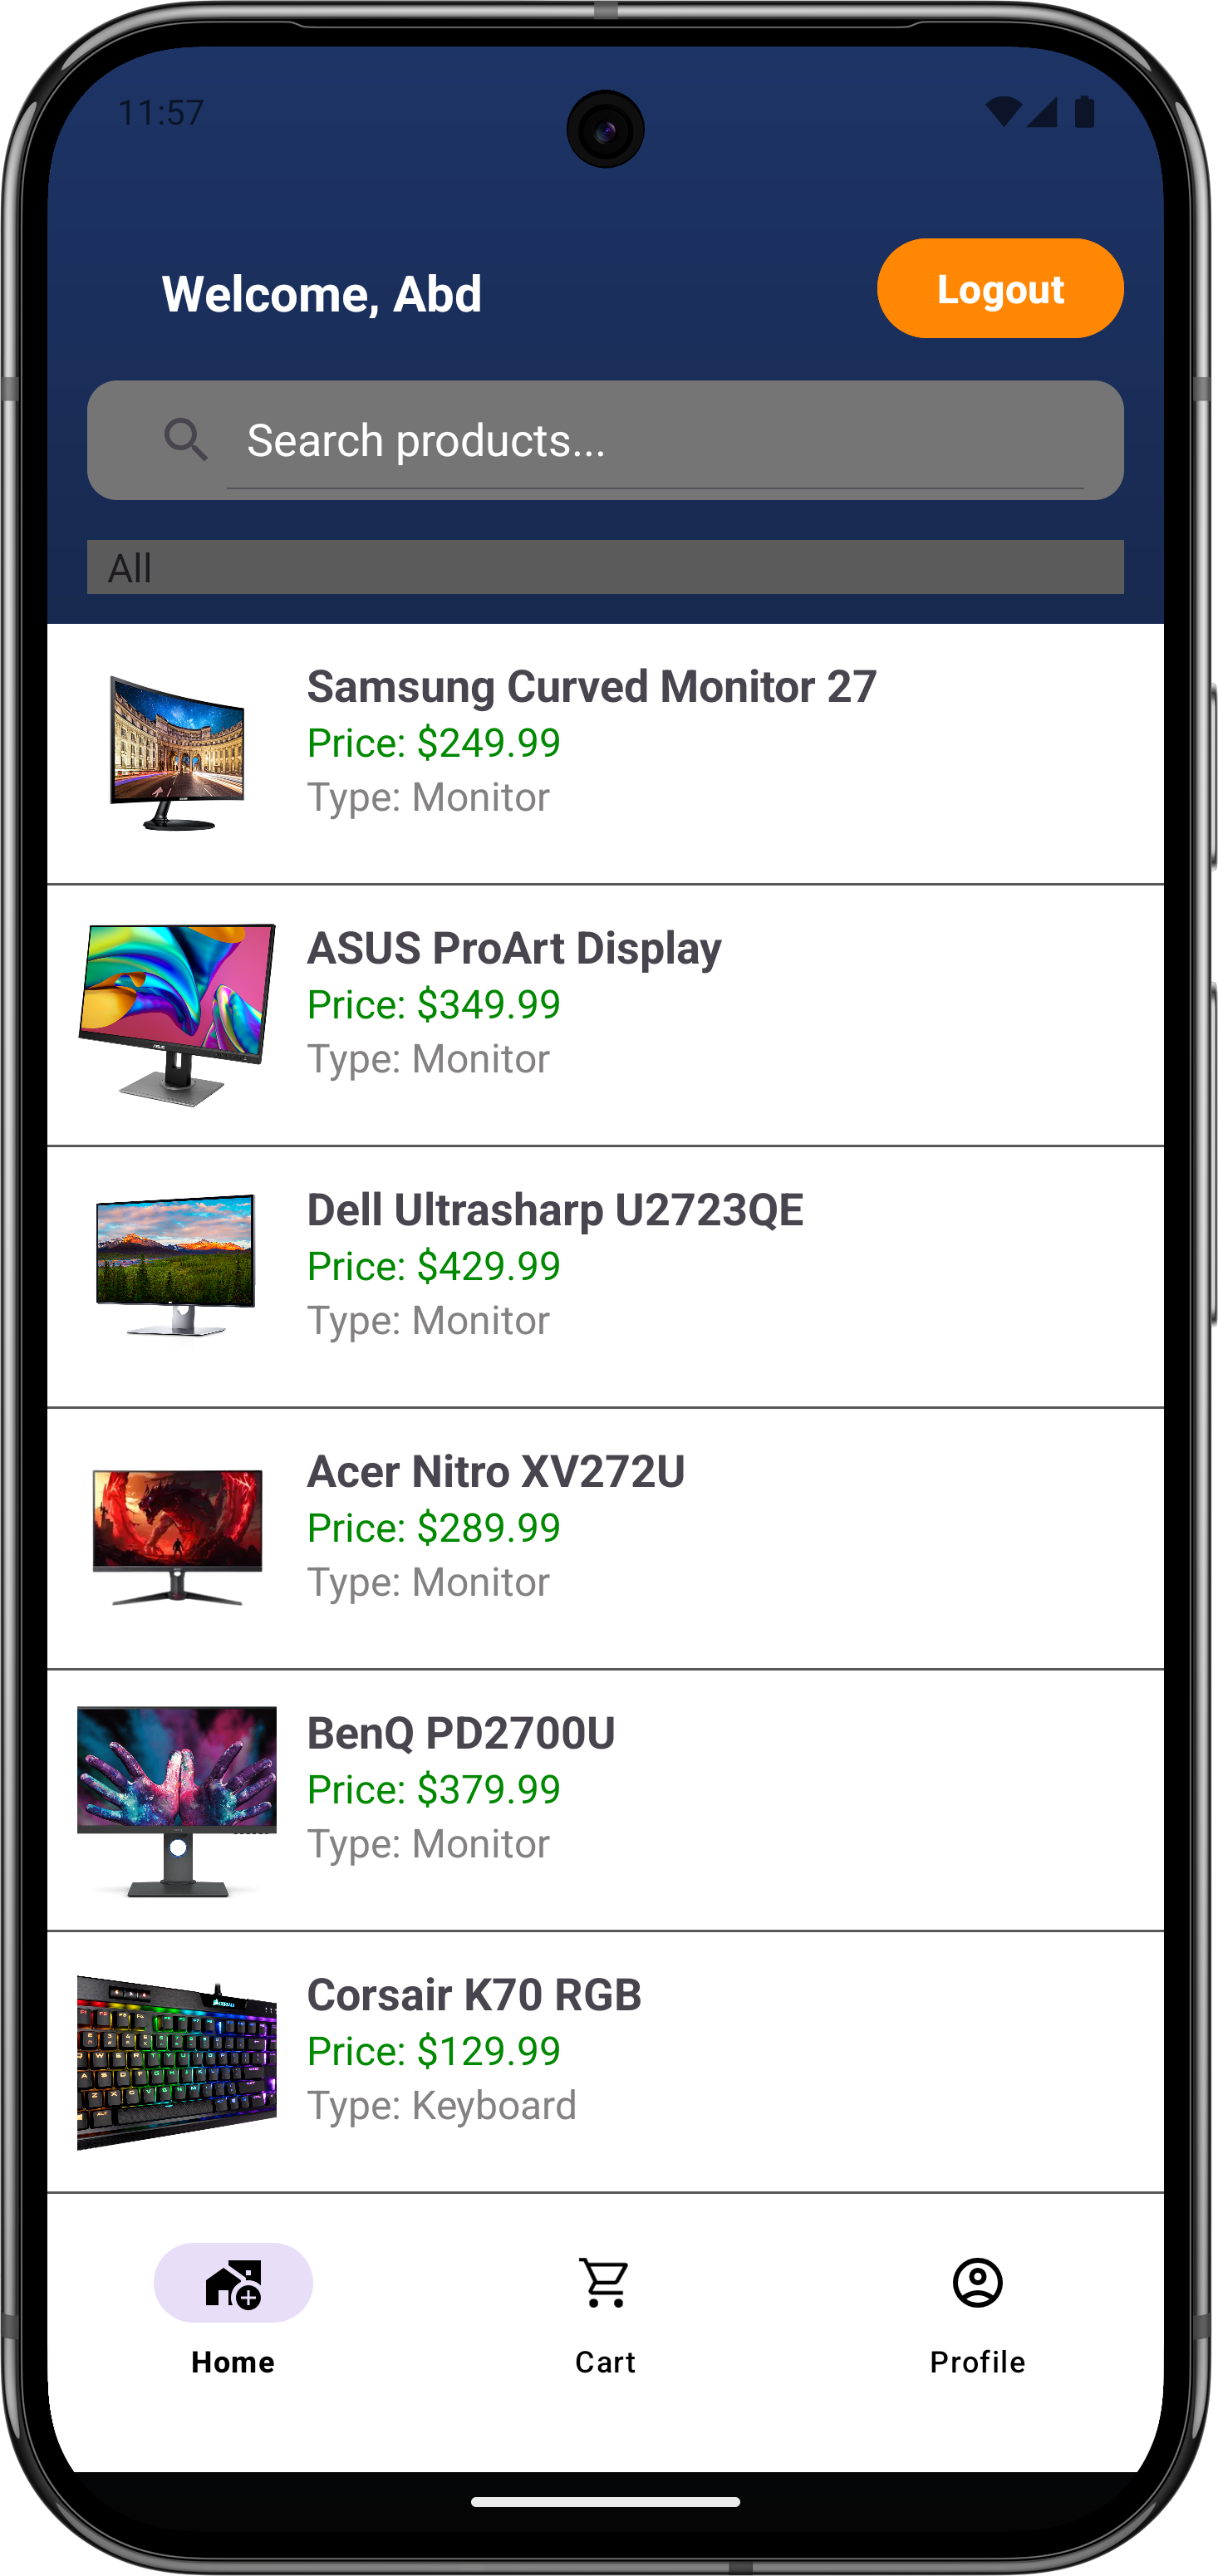 11:57
Welcome, Abd
Logout
Search products...
All
Samsung Curved Monitor 27
Price: $249.99
Type: Monitor
ASUS ProArt Display
Price: $349.99
Type: Monitor
Dell Ultrasharp U2723QE
Price: $429.99
Type: Monitor
Acer Nitro XV272U
Price: $289.99
Type: Monitor
BenQ PD2700U
Price: $379.99
Type: Monitor
Corsair K70 RGB
Price: $129.99
Type: Keyboard
Home
Cart
Profile